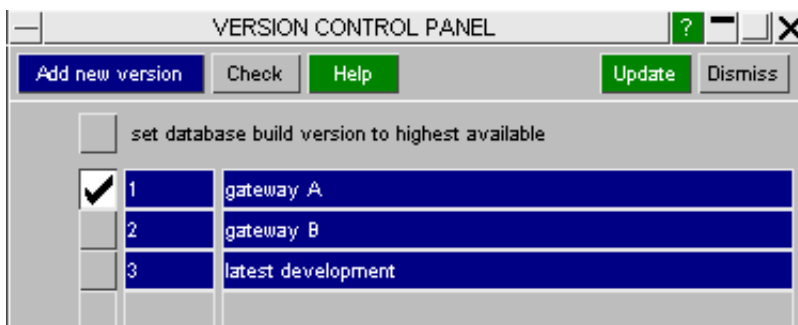 VERSION CONTROL PANEL ?
Add new version Check Help Update Dismiss
set database build version to highest available
1 gateway A
2 gateway B
3 latest development